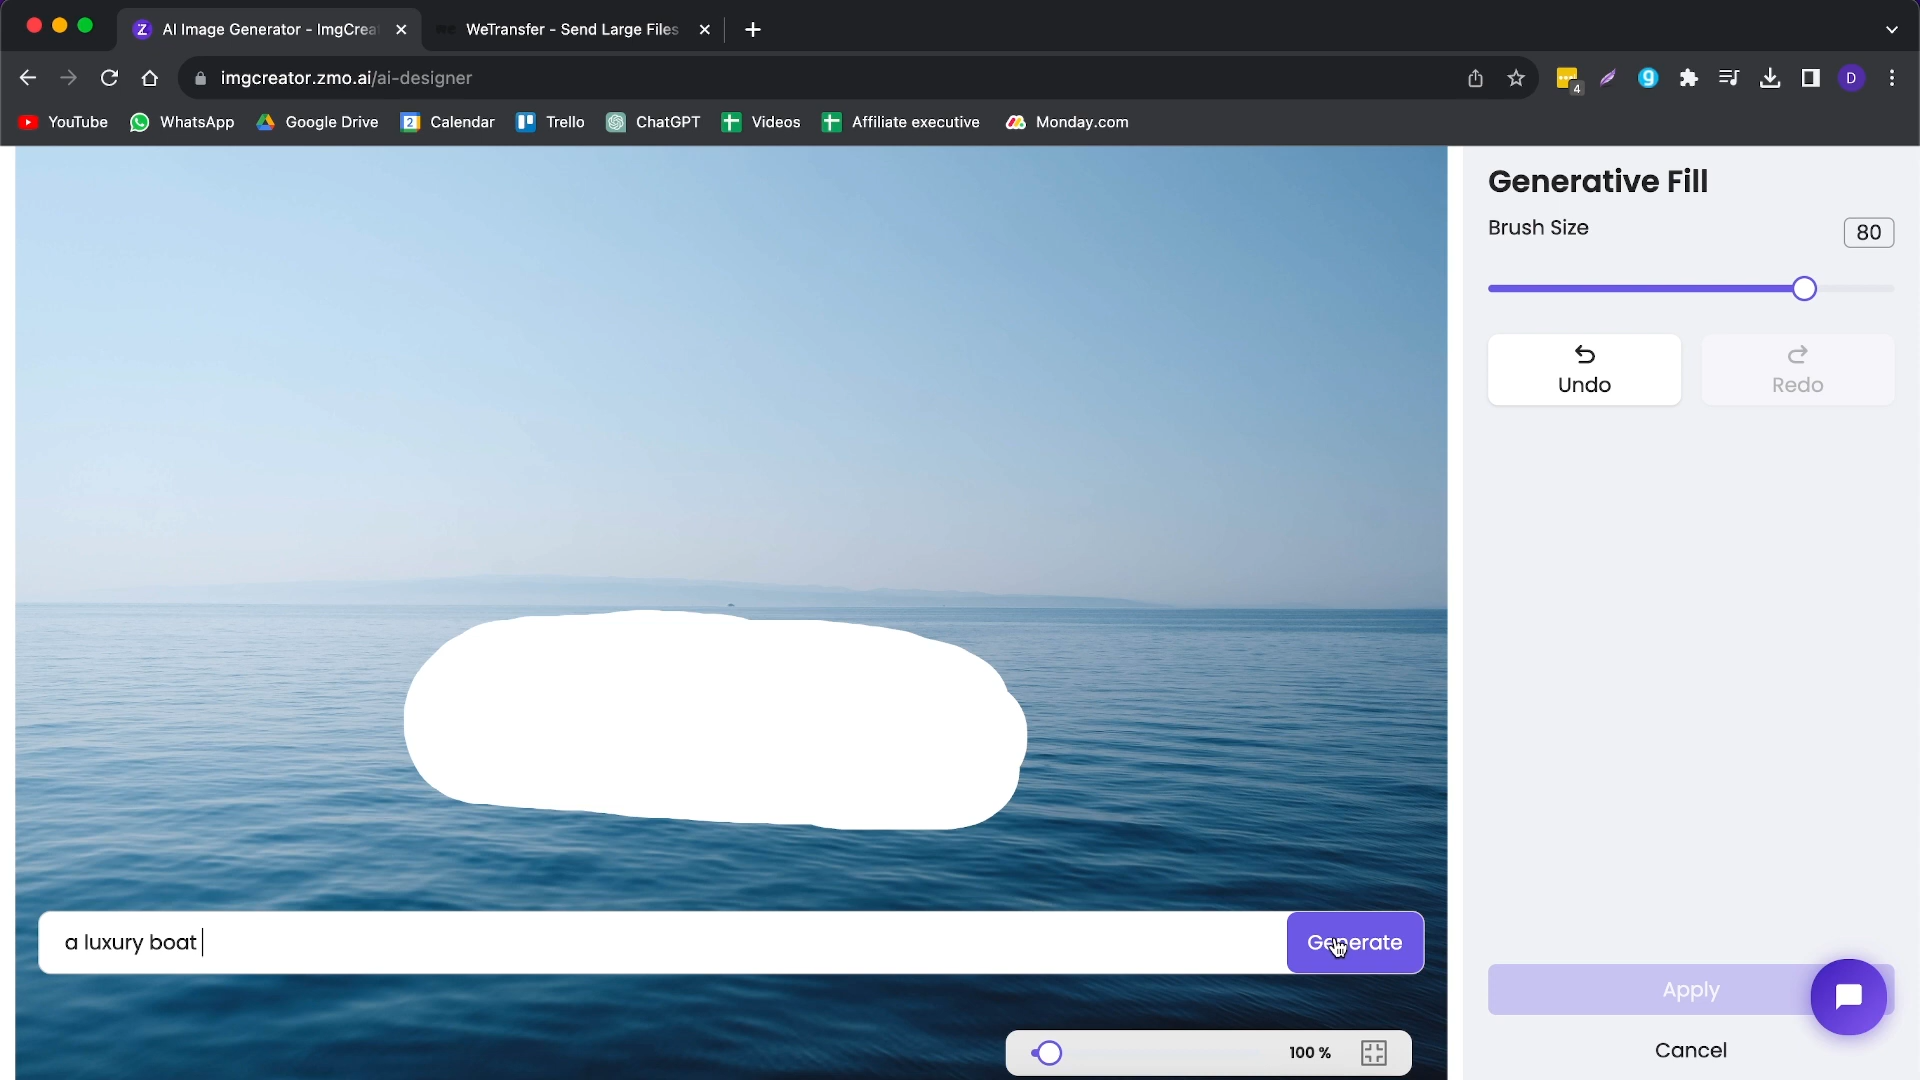 AI Image Generator - ImgCrea
WeTransfer - Send Large Files
imgcreator.zmo.ai/ai-designer
4
D
YouTube
WhatsApp
Google Drive
2
Calendar
Trello
ChatGPT
Videos
Affiliate executive
Monday.com
Generative Fill
Brush Size
80
Undo
Redo
a luxury boat
Generate
Apply
100 %
Cancel